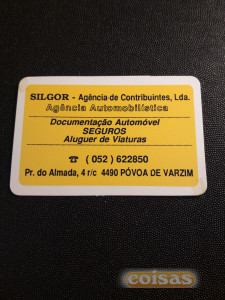 SILGOR - Agência de Contribuintes, Lda.
Agência Automobilística
Documentação Automóvel
SEGUROS
Aluguer de Viaturas
☎ (052) 622850
Pr. do Almada, 4 r/c 4490 PÓVOA DE VARZIM
coisas